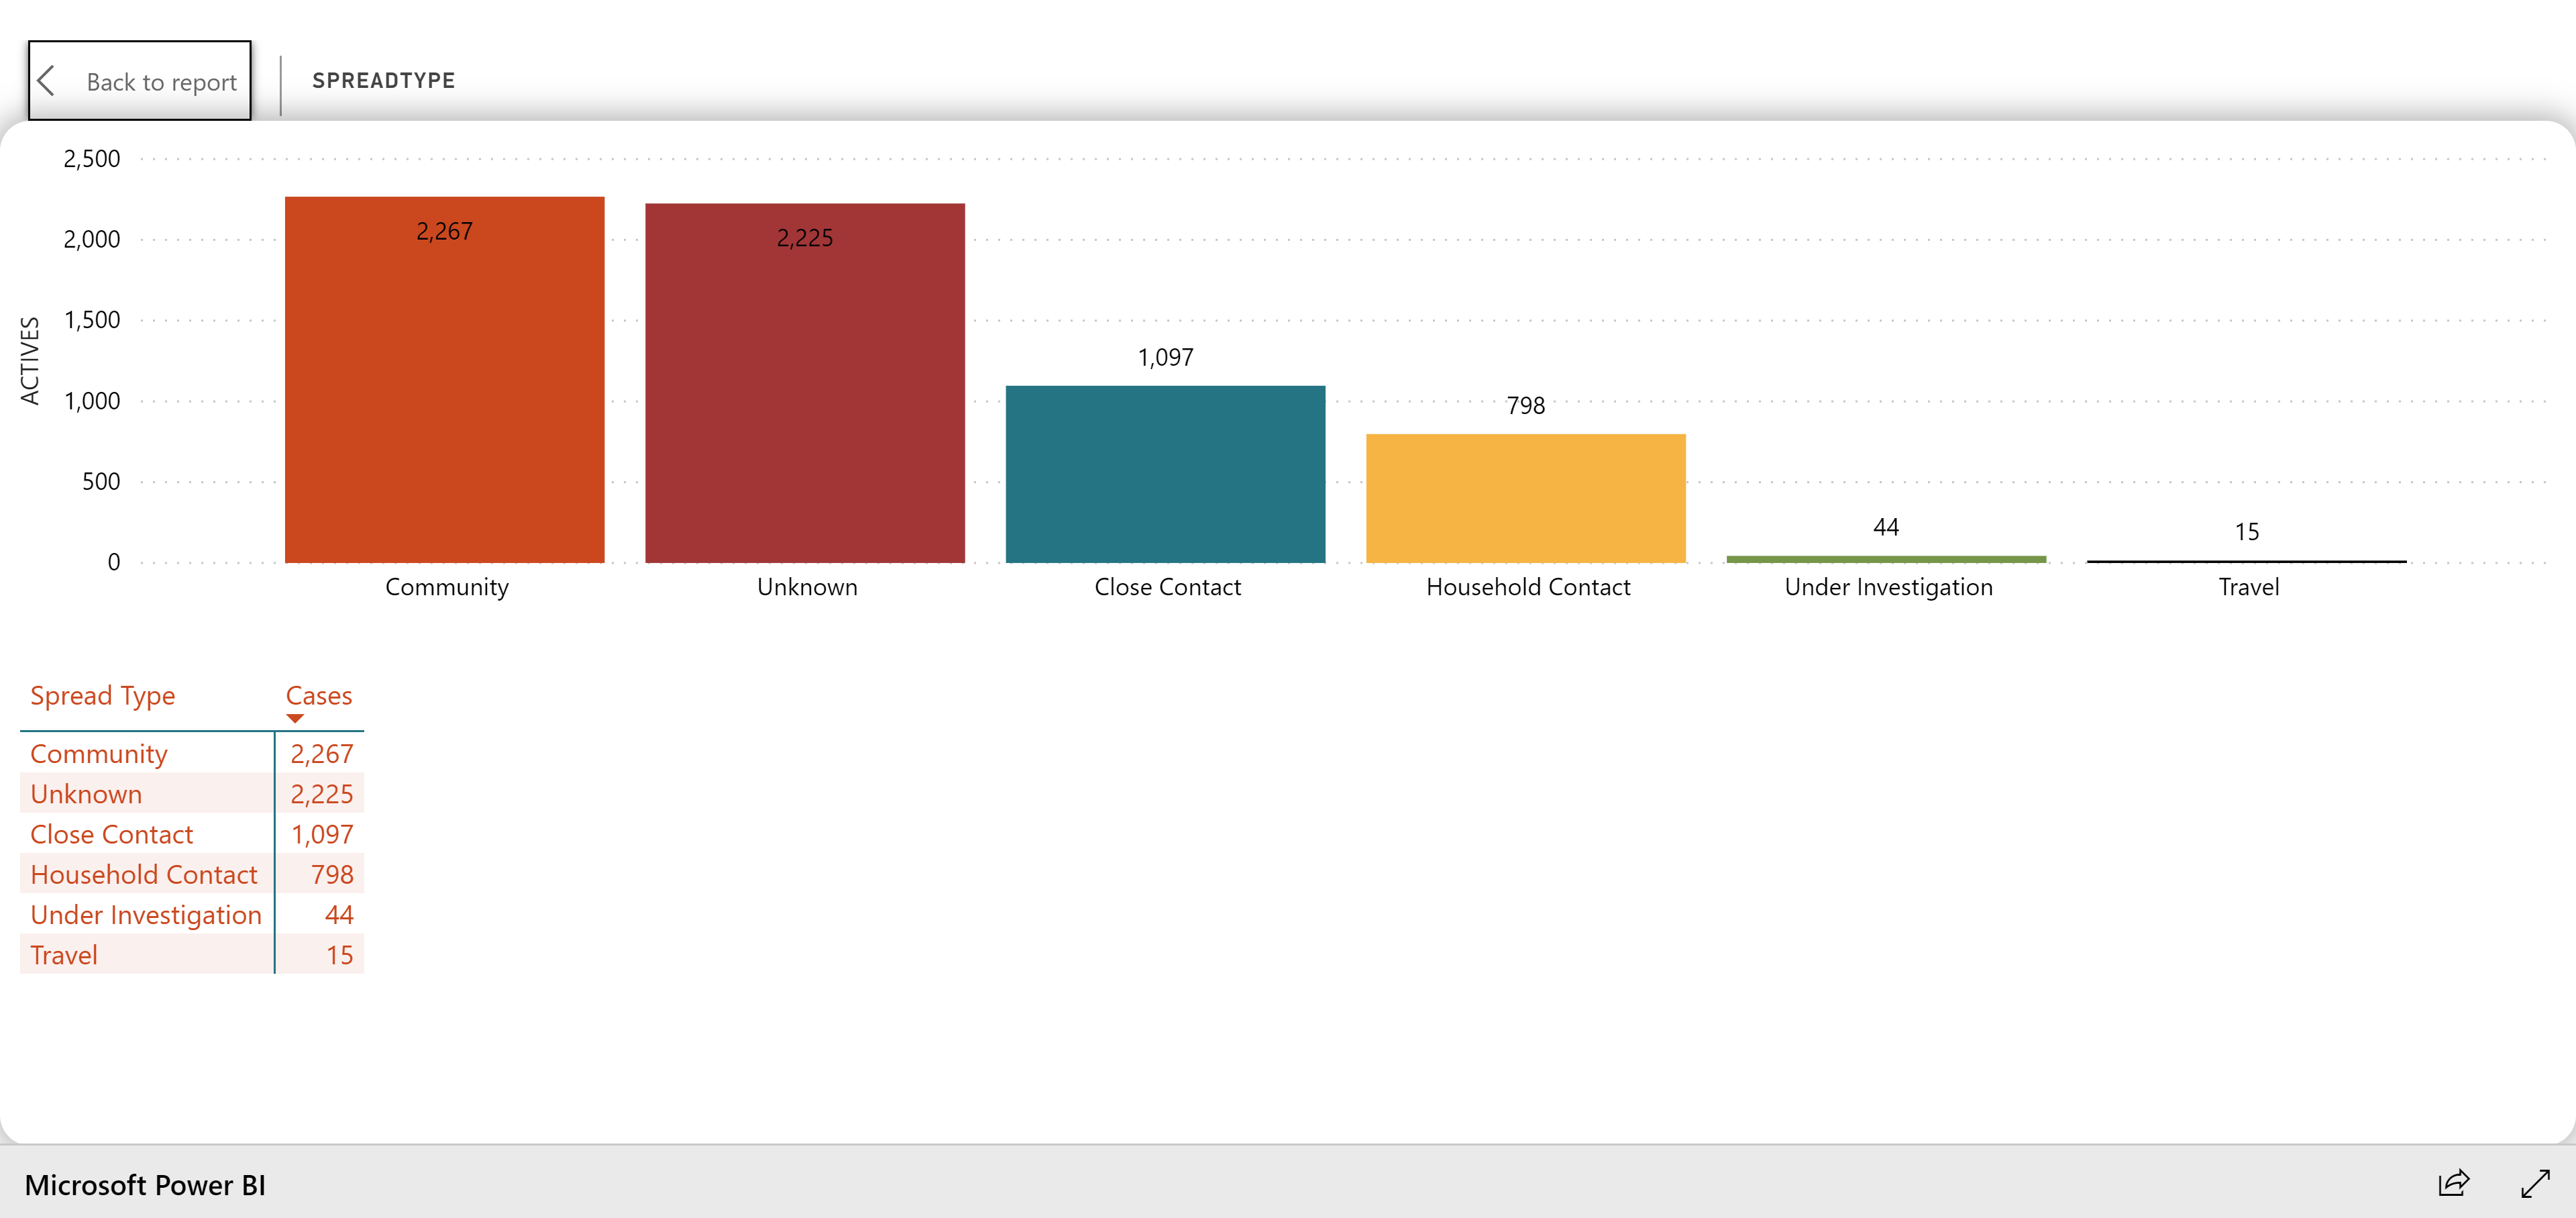 Back to report
SPREADTYPE
2,500
2,000
1,500
1,000
500
0
ACTIVES
2,267
2,225
1,097
798
44
15
Community
Unknown
Close Contact
Household Contact
Under Investigation
Travel
Spread Type Cases
Community 2,267
Unknown 2,225
Close Contact 1,097
Household Contact 798
Under Investigation 44
Travel 15
Microsoft Power BI